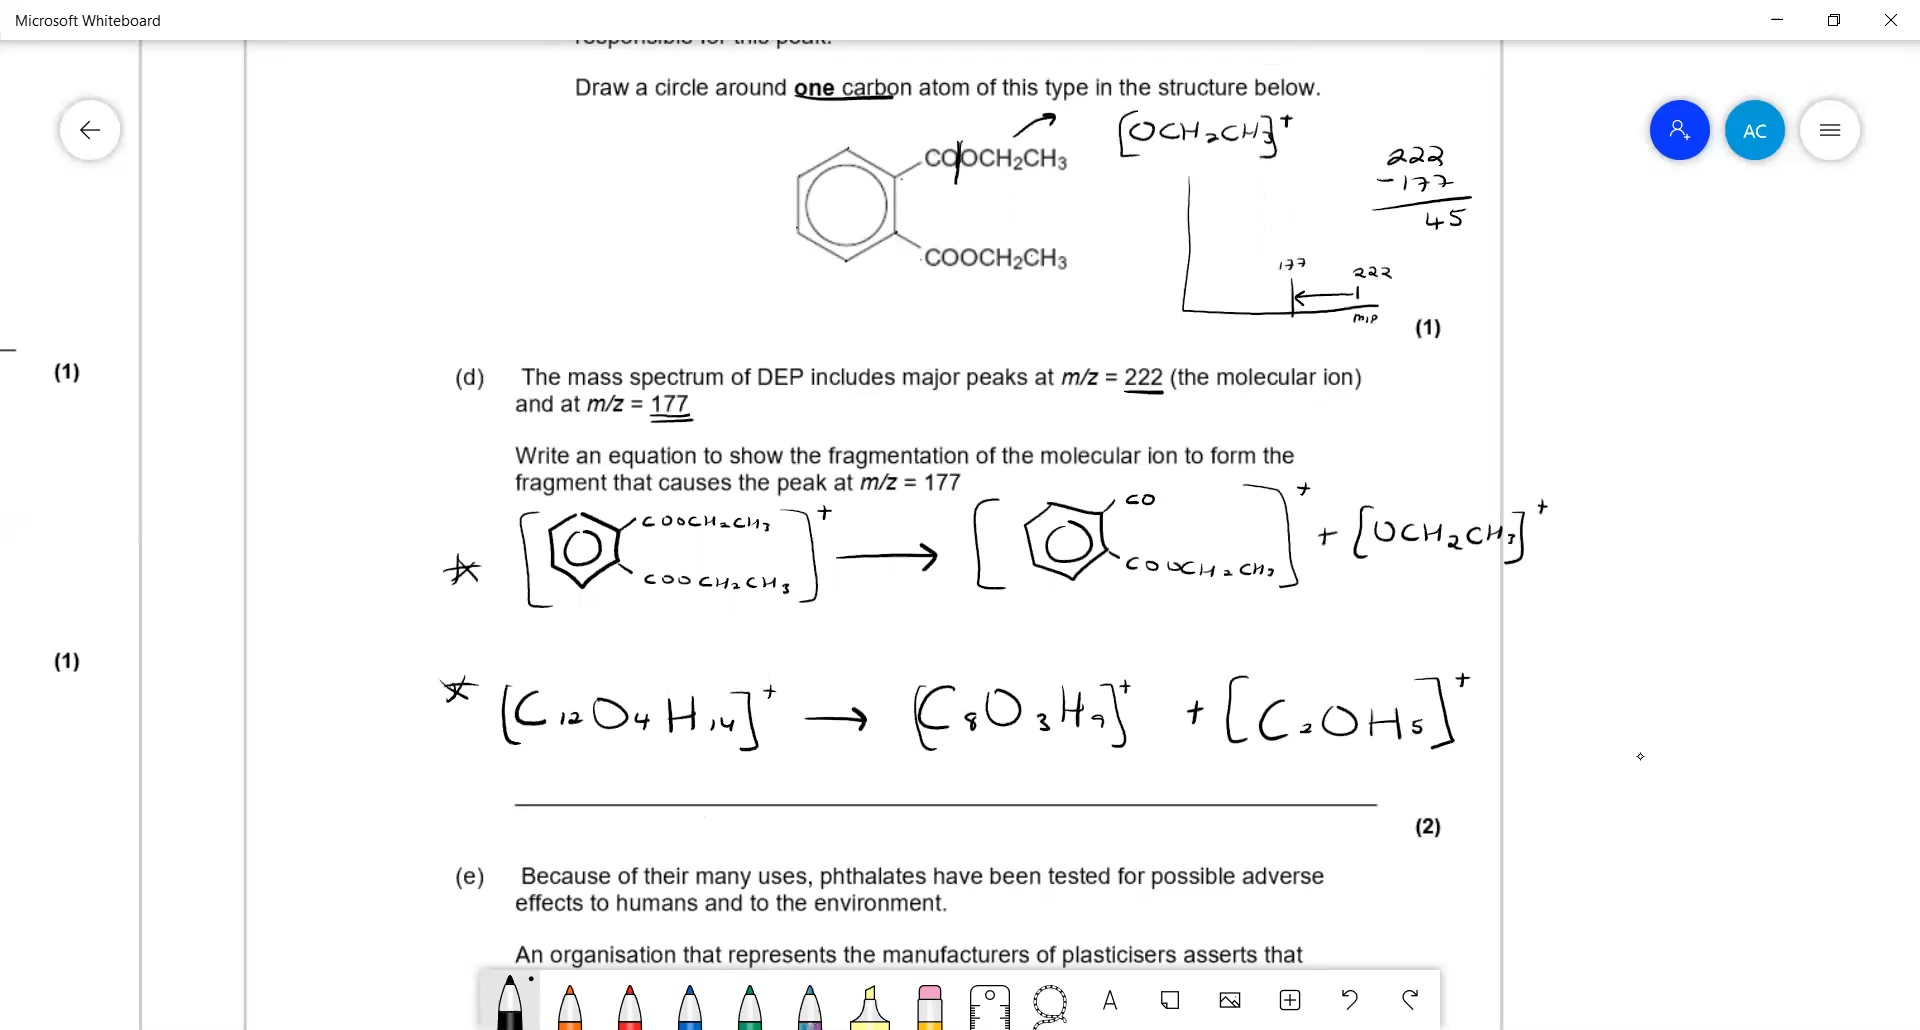 Microsoft Whiteboard
Draw a circle around one carbon atom of this type in the structure below.
COOCH2CH3
[OCH2CH3]+
222
-177
45
AC
COOCH2CH3
177
222
mip
(1)
(1)
(d) The mass spectrum of DEP includes major peaks at m/z = 222 (the molecular ion)
and at m/z = 177
Write an equation to show the fragmentation of the molecular ion to form the
fragment that causes the peak at m/z = 177
[COOCH2CH3 COOCH2CH3]+ → [CO COOCH2CH3]+ + [OCH2CH3]+
(1)
[C12O4H14]+ → [C8O3H9]+ + [C2OH5]+
(2)
(e) Because of their many uses, phthalates have been tested for possible adverse
effects to humans and to the environment.
An organisation that represents the manufacturers of plasticisers asserts that
A